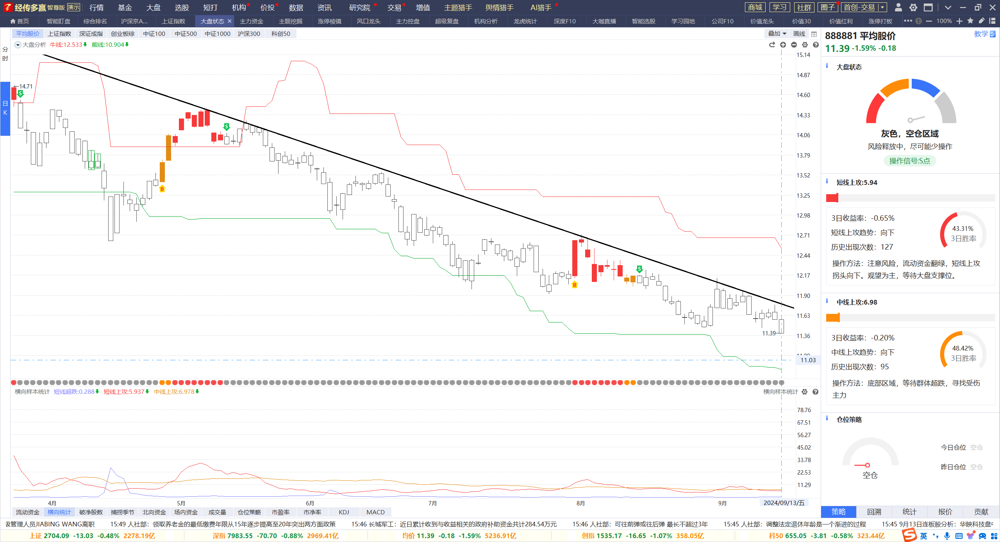 经传多赢 智尊版 演示 行情 基金 大盘 选股 短打 机构 价投 数据 资讯 研究院 交易 增值 主题猎手 舆情猎手 AI猎手 商城 学习 社群 圈子 首创-交易
首页 智能盯盘 综合排名 沪深京A... 上证指数 大盘状态 主力资金 主题挖掘 涨停棱镜 风口龙头 主力控盘 超级复盘 机构分析 龙虎统计 深度F10 大咖直播 智能选股 学习园地 公司F10 价值龙头 价值30 价值红利 涨停打板 100%
平均股价 上证指数 深证成指 创业板综 中证100 中证500 中证1000 沪深300 科创50 叠加 画线
大盘分析 牛线:12.533 熊线:10.904
分时
日K
15.14
14.87
14.60
14.33
14.06
13.79
13.52
13.25
12.98
12.71
12.44
12.17
11.90
11.63
11.36
11.03
←14.71
S
B
S
B
S
11.39
横向样本统计 短线超跌:0.288 短线上攻:5.937 中线上攻:6.978 横向样本统计
78.76
67.51
56.27
45.02
33.78
22.53
11.29
4月 5月 6月 7月 8月 9月 2024/09/13/五
流动资金 横向统计 破净股数 捕捞季节 北向资金 场内资金 成交量 仓位策略 市盈率 市净率 KDJ MACD
888881 平均股价 教学
11.39 -1.59% -0.18
大盘状态
灰色，空仓区域
风险释放中，尽可能少操作
操作信号:S点
短线上攻:5.94
3日收益率：-0.65%
短线上攻趋势：向下
历史出现次数：127
43.31%
3日胜率
操作方法：注意风险，流动资金翻绿，短线上攻
拐头向下。观望为主，等待大盘支撑位。
中线上攻:6.98
3日收益率：-0.20%
中线上攻趋势：向下
历史出现次数：95
48.42%
3日胜率
操作方法：底部区域，等待群体超跌，寻找受伤
主力
仓位策略
空仓
今日仓位 空仓
昨日仓位 空仓
策略 回溯 统计 报价 贡献
及管理人员JIABING WANG离职 15:49 人社部：领取养老金的最低缴费年限从15年逐步提高至20年突出两方面政策 15:46 长城军工：近日累计收到与收益相关的政府补助资金共计284.54万元 15:46 人社部：可往前弹或往后弹 最长不超过3年 15:45 人社部：调整法定退休年龄是一个渐进的过程 15:45 9月13日连板股分析：华映科技盘中
上证 2704.09 -13.03 -0.48% 2278.19亿 深指 7983.55 -70.70 -0.88% 2969.41亿 均价 11.39 -0.18 -1.59% 5236.91亿 创指 1535.17 -16.65 -1.07% 358.05亿 科50 655.05 -3.81 -0.58% 323.44亿 英